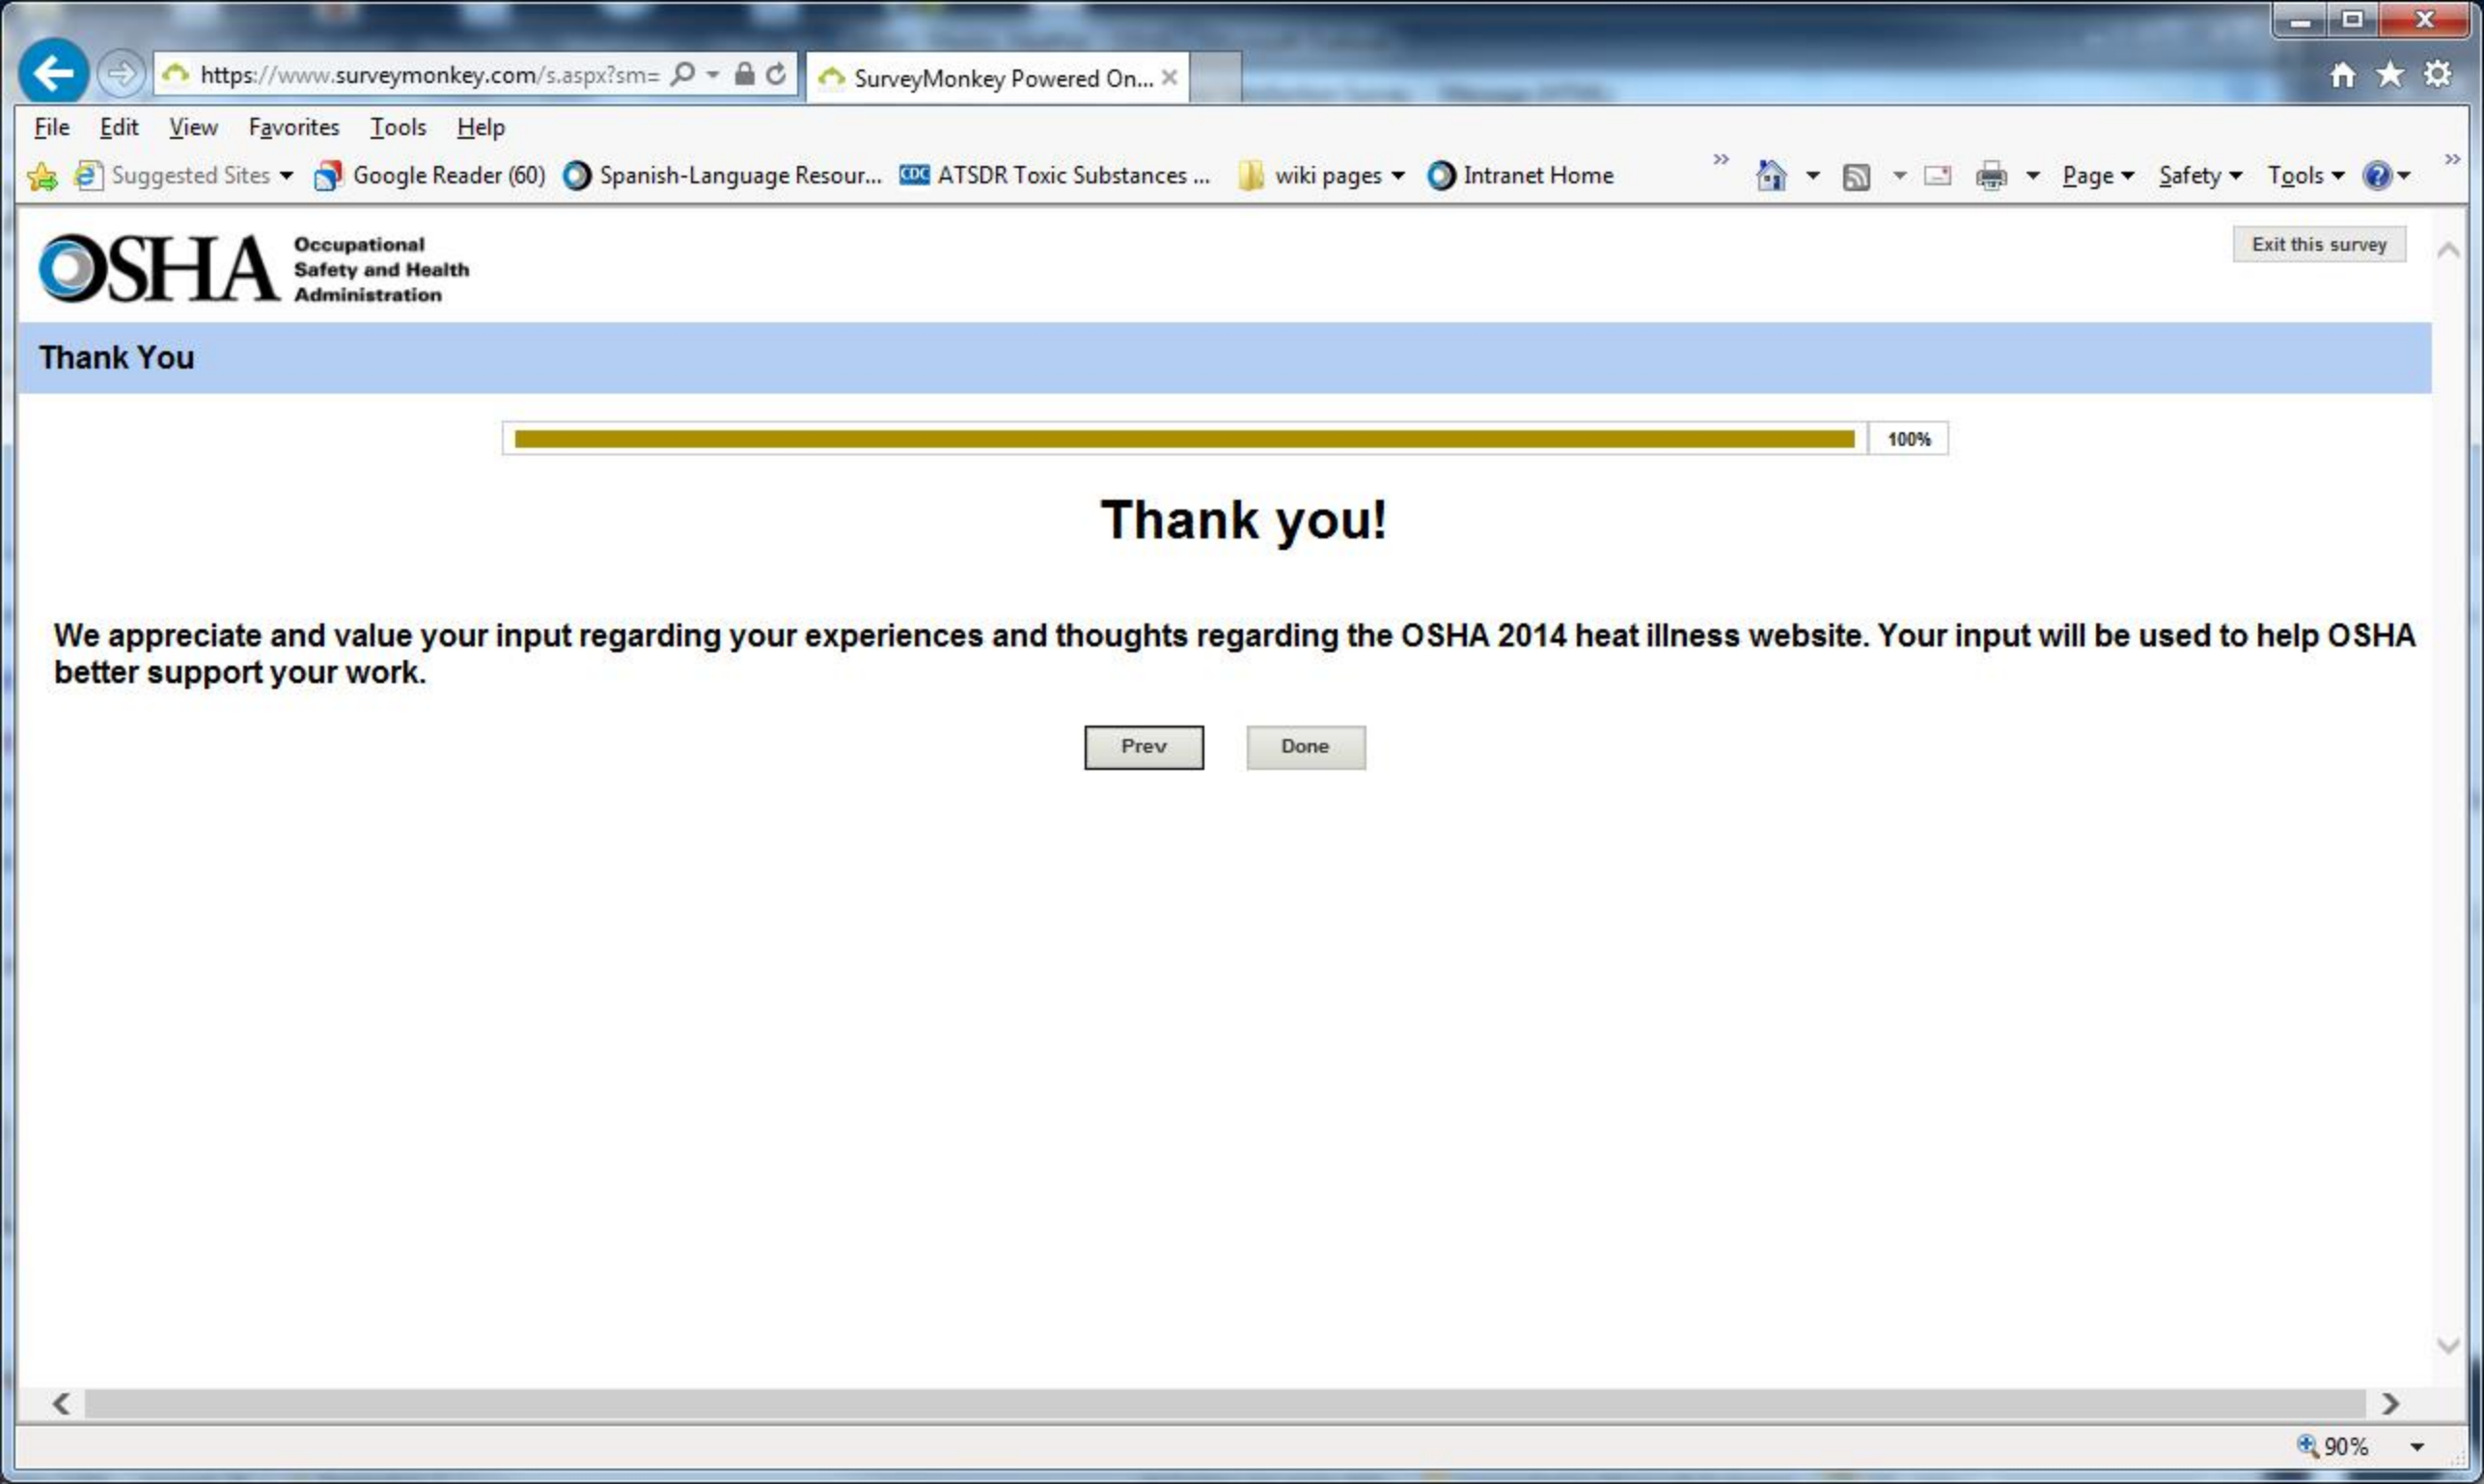 https://www.surveymonkey.com/s.aspx?sm=
SurveyMonkey Powered On...
File Edit View Favorites Tools Help
Suggested Sites Google Reader (60) Spanish-Language Resour... CDC ATSDR Toxic Substances ... wiki pages Intranet Home » Page Safety Tools »
OSHA Occupational
Safety and Health
Administration
Exit this survey
Thank You
100%
Thank you!
We appreciate and value your input regarding your experiences and thoughts regarding the OSHA 2014 heat illness website. Your input will be used to help OSHA
better support your work.
Prev Done
90%